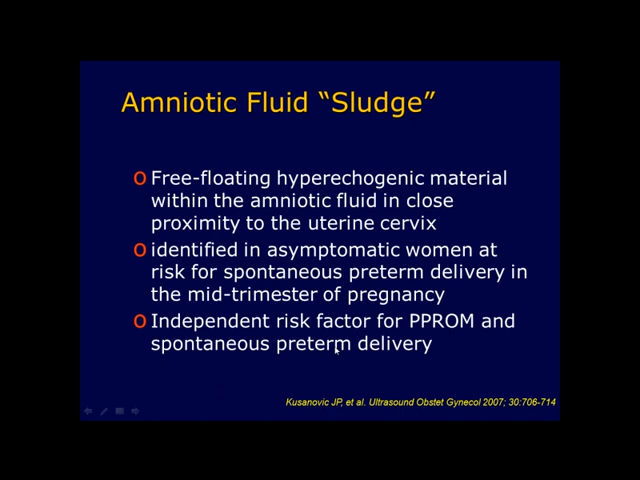 Amniotic Fluid “Sludge”
o Free-floating hyperechogenic material
within the amniotic fluid in close
proximity to the uterine cervix
o identified in asymptomatic women at
risk for spontaneous preterm delivery in
the mid-trimester of pregnancy
o Independent risk factor for PPROM and
spontaneous preterm delivery
Kusanovic JP, et al. Ultrasound Obstet Gynecol 2007; 30:706-714